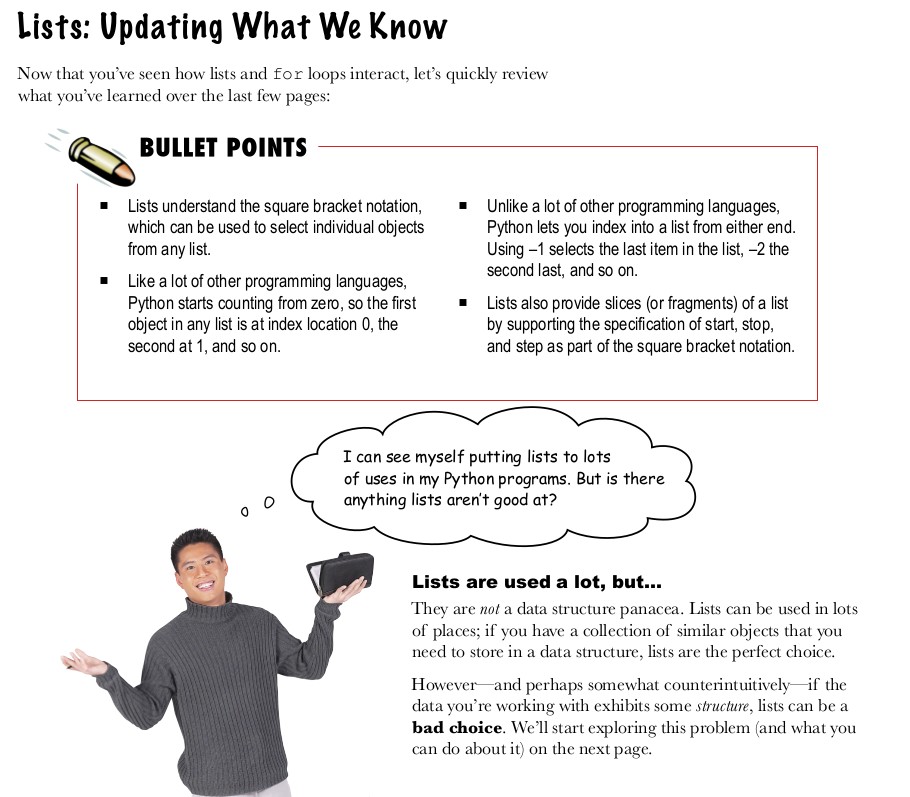 Lists: Updating What We Know
Now that you've seen how lists and for loops interact, let's quickly review
what you've learned over the last few pages:
BULLET POINTS
■ Lists understand the square bracket notation,
which can be used to select individual objects
from any list.
■ Like a lot of other programming languages,
Python starts counting from zero, so the first
object in any list is at index location 0, the
second at 1, and so on.
■ Unlike a lot of other programming languages,
Python lets you index into a list from either end.
Using –1 selects the last item in the list, –2 the
second last, and so on.
■ Lists also provide slices (or fragments) of a list
by supporting the specification of start, stop,
and step as part of the square bracket notation.
I can see myself putting lists to lots
of uses in my Python programs. But is there
anything lists aren't good at?
Lists are used a lot, but...
They are not a data structure panacea. Lists can be used in lots
of places; if you have a collection of similar objects that you
need to store in a data structure, lists are the perfect choice.
However—and perhaps somewhat counterintuitively—if the
data you're working with exhibits some structure, lists can be a
bad choice. We'll start exploring this problem (and what you
can do about it) on the next page.